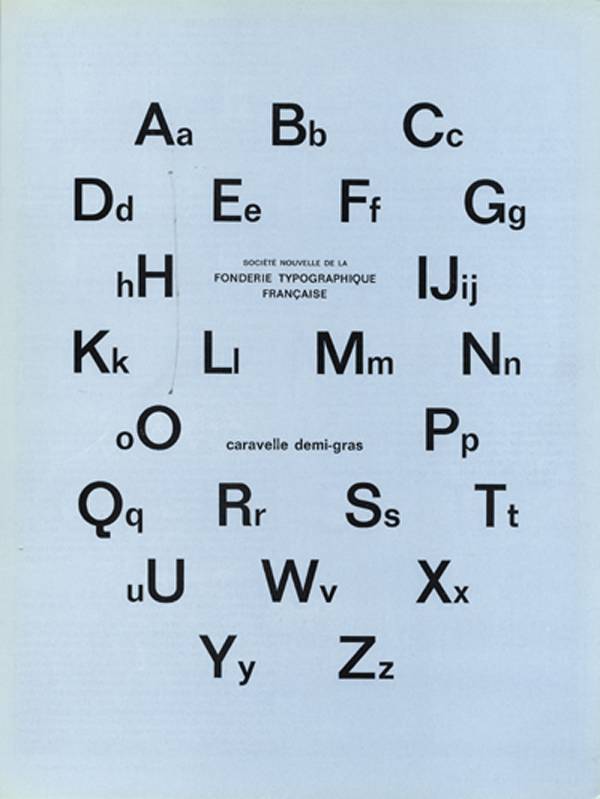 Aa Bb Cc
Dd Ee Ff Gg
hH SOCIÉTÉ NOUVELLE DE LA IJij
FONDERIE TYPOGRAPHIQUE
FRANÇAISE
Kk Ll Mm Nn
oO caravelle demi-gras Pp
Qq Rr Ss Tt
uU Wv Xx
Yy Zz